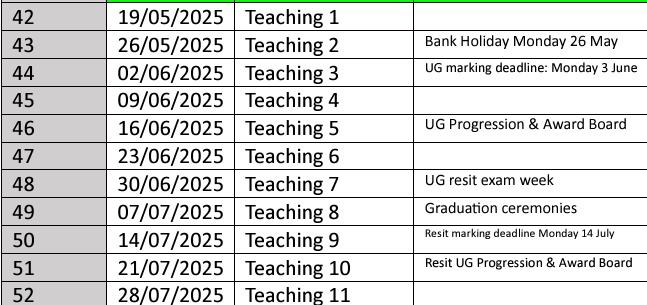 42 19/05/2025 Teaching 1
43 26/05/2025 Teaching 2 Bank Holiday Monday 26 May
44 02/06/2025 Teaching 3 UG marking deadline: Monday 3 June
45 09/06/2025 Teaching 4
46 16/06/2025 Teaching 5 UG Progression & Award Board
47 23/06/2025 Teaching 6
48 30/06/2025 Teaching 7 UG resit exam week
49 07/07/2025 Teaching 8 Graduation ceremonies
50 14/07/2025 Teaching 9 Resit marking deadline Monday 14 July
51 21/07/2025 Teaching 10 Resit UG Progression & Award Board
52 28/07/2025 Teaching 11